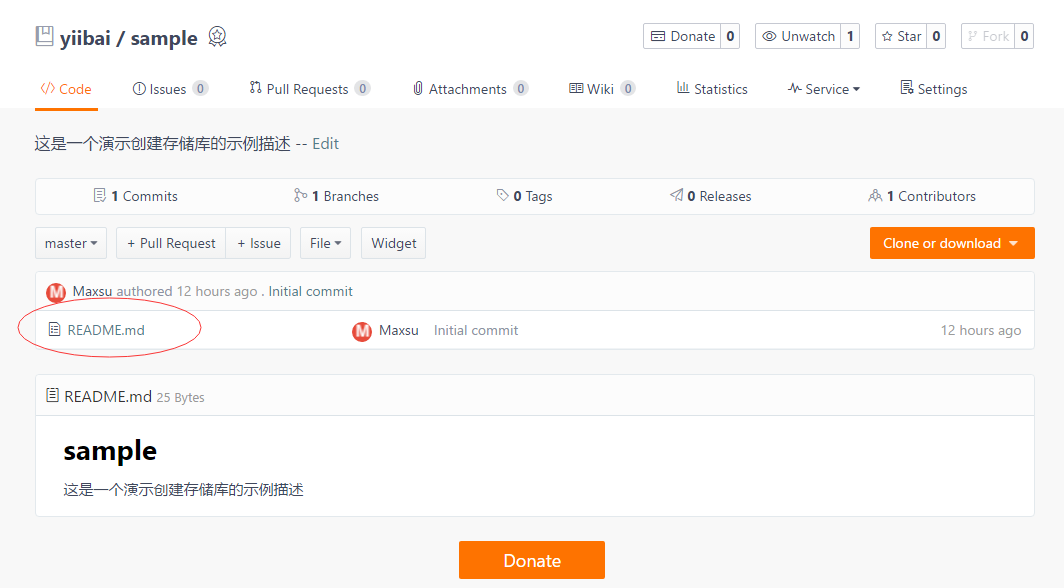 yiibai / sample
Donate 0 Unwatch 1 Star 0 Fork 0
Code Issues 0 Pull Requests 0 Attachments 0 Wiki 0 Statistics Service Settings
这是一个演示创建存储库的示例描述 -- Edit
1 Commits 1 Branches 0 Tags 0 Releases 1 Contributors
master + Pull Request + Issue File Widget Clone or download
M Maxsu authored 12 hours ago . Initial commit
README.md M Maxsu Initial commit 12 hours ago
README.md 25 Bytes
sample
这是一个演示创建存储库的示例描述
Donate